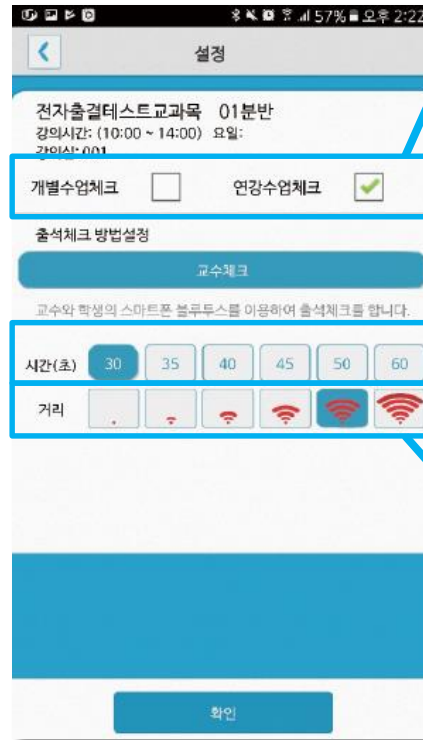 57% 오후 2:22
설정
전자출결테스트교과목 01분반
강의시간: (10:00 ~ 14:00) 요일:
강의실: 001
개별수업체크 연강수업체크
출석체크 방법설정
교수체크
교수와 학생의 스마트폰 블루투스를 이용하여 출석체크를 합니다.
시간(초) 30 35 40 45 50 60
거리
확인